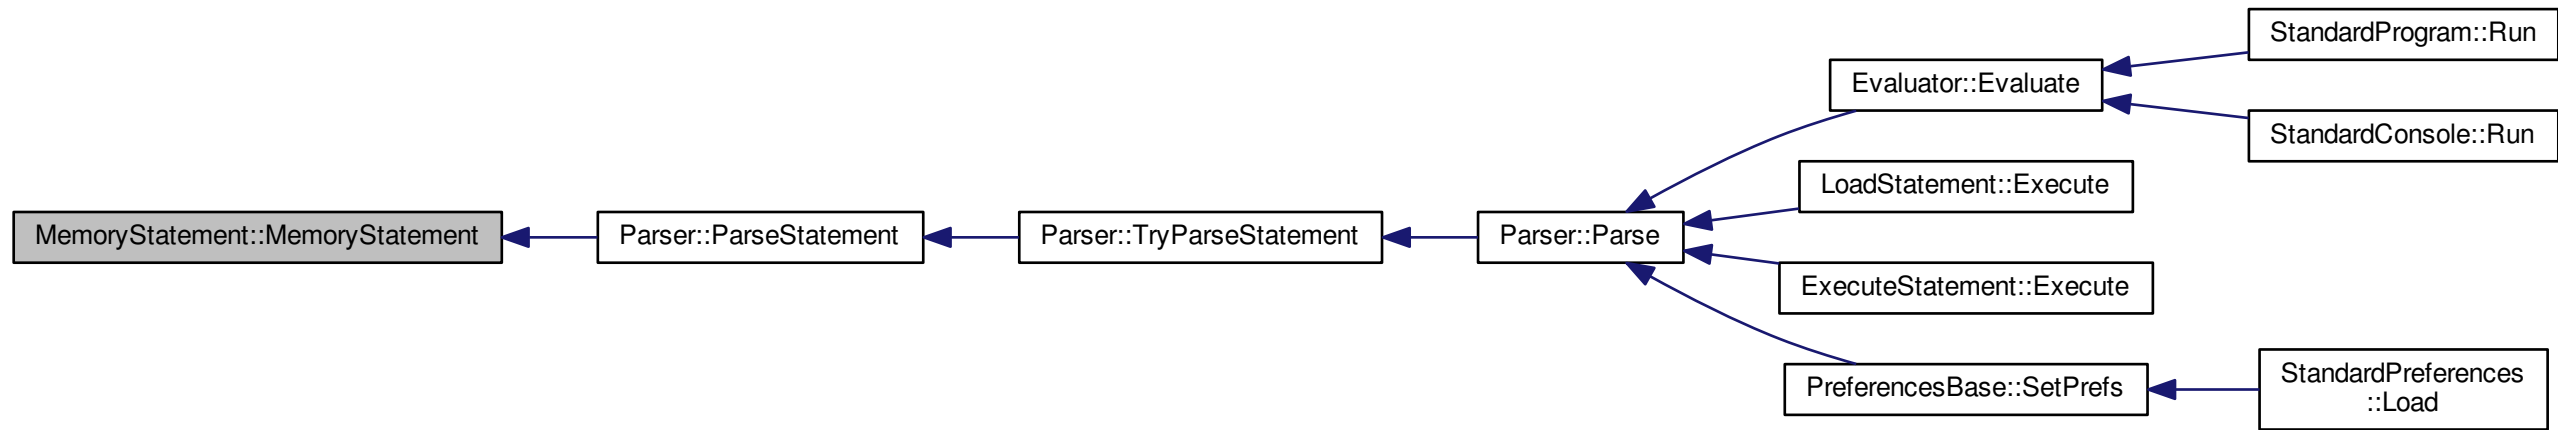 MemoryStatement::MemoryStatement
Parser::ParseStatement
Parser::TryParseStatement
Parser::Parse
Evaluator::Evaluate
StandardProgram::Run
StandardConsole::Run
LoadStatement::Execute
ExecuteStatement::Execute
PreferencesBase::SetPrefs
StandardPreferences
::Load